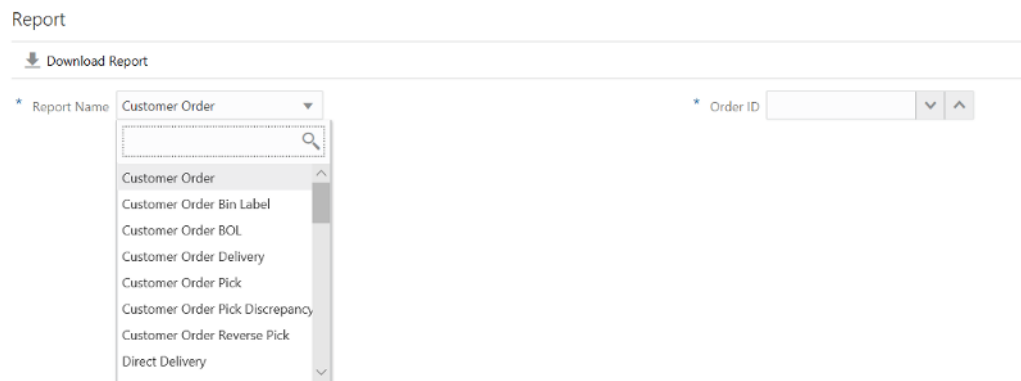 Report
Download Report
* Report Name Customer Order * Order ID
Customer Order
Customer Order Bin Label
Customer Order BOL
Customer Order Delivery
Customer Order Pick
Customer Order Pick Discrepancy
Customer Order Reverse Pick
Direct Delivery